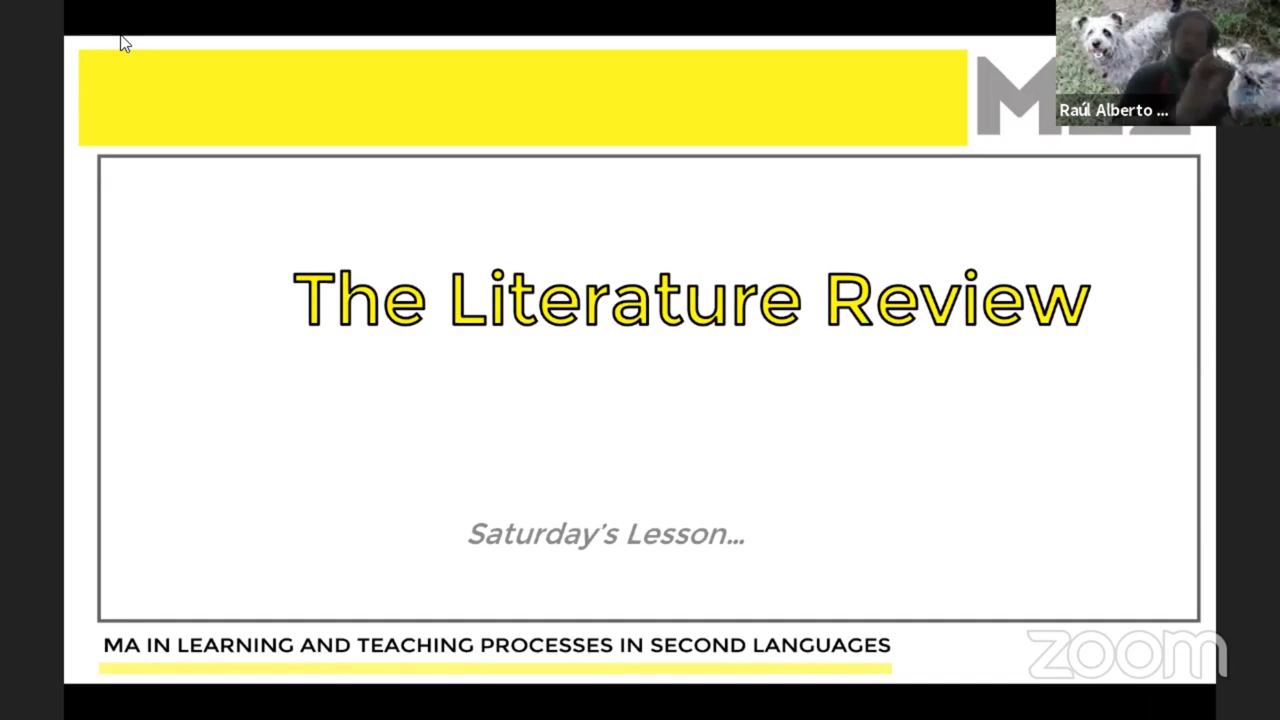 Raúl Alberto ...
The Literature Review
Saturday's Lesson...
MA IN LEARNING AND TEACHING PROCESSES IN SECOND LANGUAGES
zoom